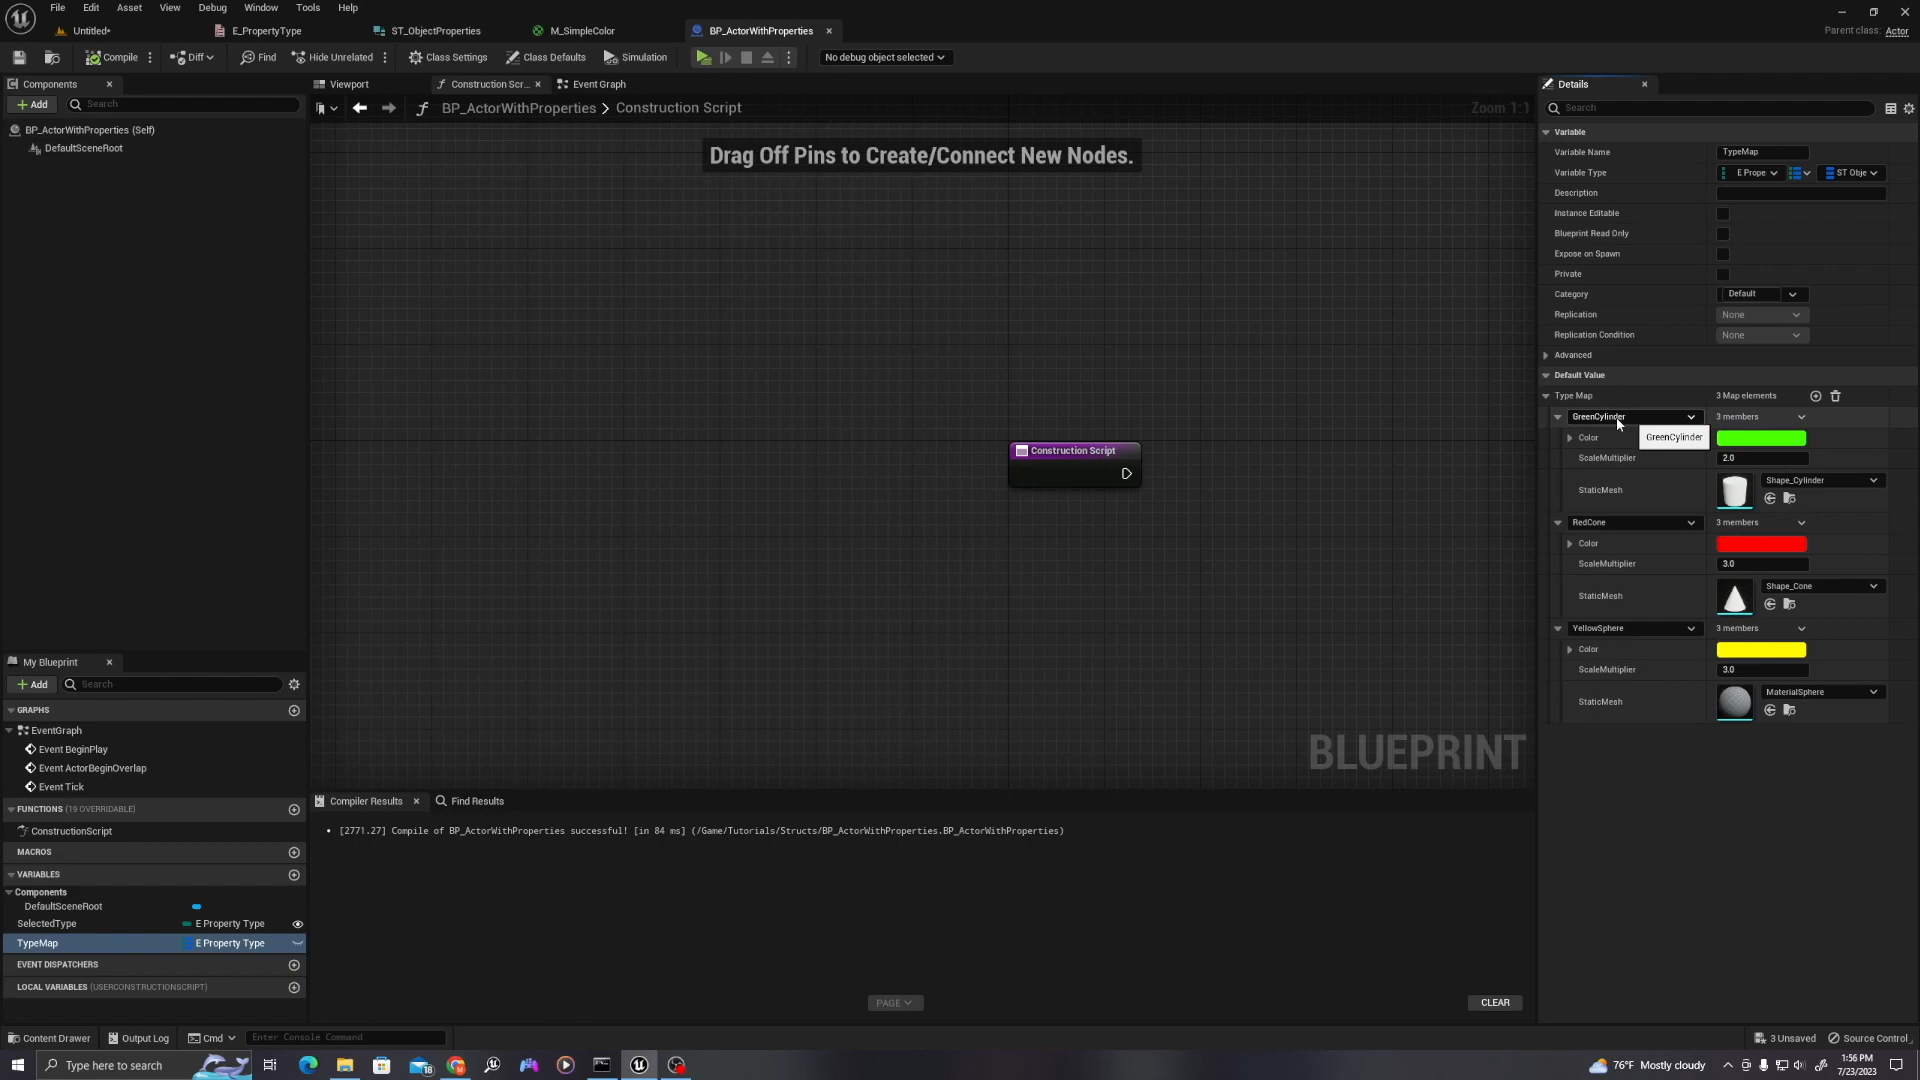 File Edit Asset View Debug Window Tools Help
Untitled* E_PropertyType ST_ObjectProperties M_SimpleColor BP_ActorWithProperties
Parent class: Actor
Compile Diff Find Hide Unrelated Class Settings Class Defaults Simulation No debug object selected
Components
Add Search
BP_ActorWithProperties (Self)
DefaultSceneRoot
Viewport Construction Scr... Event Graph
BP_ActorWithProperties > Construction Script Zoom 1:1
Drag Off Pins to Create/Connect New Nodes.
Construction Script
BLUEPRINT
My Blueprint
Add Search
GRAPHS
EventGraph
Event BeginPlay
Event ActorBeginOverlap
Event Tick
FUNCTIONS (19 OVERRIDABLE)
ConstructionScript
MACROS
VARIABLES
Components
DefaultSceneRoot
SelectedType E Property Type
TypeMap E Property Type
EVENT DISPATCHERS
LOCAL VARIABLES (USERCONSTRUCTIONSCRIPT)
Compiler Results Find Results
[2771.27] Compile of BP_ActorWithProperties successful! [in 84 ms] (/Game/Tutorials/Structs/BP_ActorWithProperties.BP_ActorWithProperties)
PAGE CLEAR
Details
Search
Variable
Variable Name TypeMap
Variable Type E Prope ST Obje
Description
Instance Editable
Blueprint Read Only
Expose on Spawn
Private
Category Default
Replication None
Replication Condition None
Advanced
Default Value
Type Map 3 Map elements
GreenCylinder 3 members
Color GreenCylinder
ScaleMultiplier 2.0
StaticMesh Shape_Cylinder
RedCone 3 members
Color
ScaleMultiplier 3.0
StaticMesh Shape_Cone
YellowSphere 3 members
Color
ScaleMultiplier 3.0
StaticMesh MaterialSphere
Content Drawer Output Log Cmd Enter Console Command 3 Unsaved Source Control
Type here to search 18 76°F Mostly cloudy 1:56 PM
7/23/2023